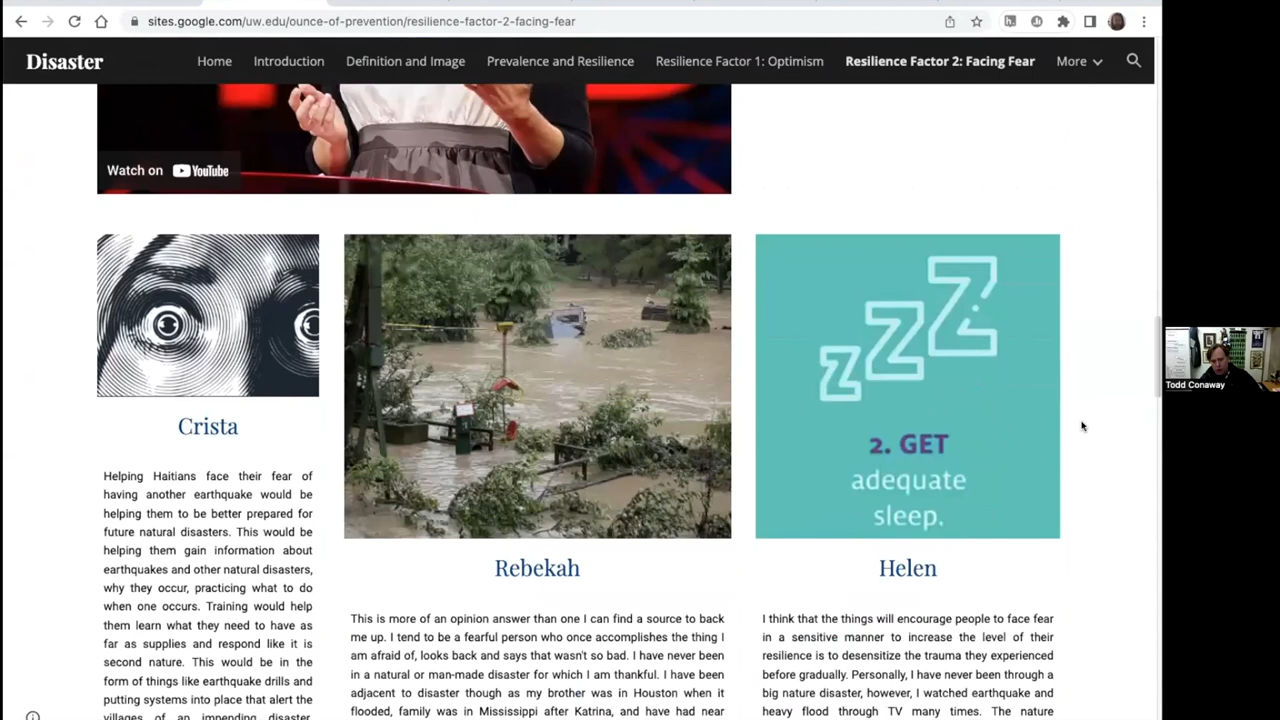 sites.google.com/uw.edu/ounce-of-prevention/resilience-factor-2-facing-fear
Disaster
Home
Introduction
Definition and Image
Prevalence and Resilience
Resilience Factor 1: Optimism
Resilience Factor 2: Facing Fear
More
Watch on YouTube
Todd Conaway
zzZ
2. GET
adequate
sleep.
Crista
Helping Haitians face their fear of
having another earthquake would be
helping them to be better prepared for
future natural disasters. This would be
helping them gain information about
earthquakes and other natural disasters,
why they occur, practicing what to do
when one occurs. Training would help
them learn what they need to have as
far as supplies and respond like it is
second nature. This would be in the
form of things like earthquake drills and
putting systems into place that alert the
villages of an impending disaster.
Rebekah
This is more of an opinion answer than one I can find a source to back
me up. I tend to be a fearful person who once accomplishes the thing I
am afraid of, looks back and says that wasn't so bad. I have never been
in a natural or man-made disaster for which I am thankful. I have been
adjacent to disaster though as my brother was in Houston when it
flooded, family was in Mississippi after Katrina, and have had near
Helen
I think that the things will encourage people to face fear
in a sensitive manner to increase the level of their
resilience is to desensitize the trauma they experienced
before gradually. Personally, I have never been through a
big nature disaster, however, I watched earthquake and
heavy flood through TV many times. The nature